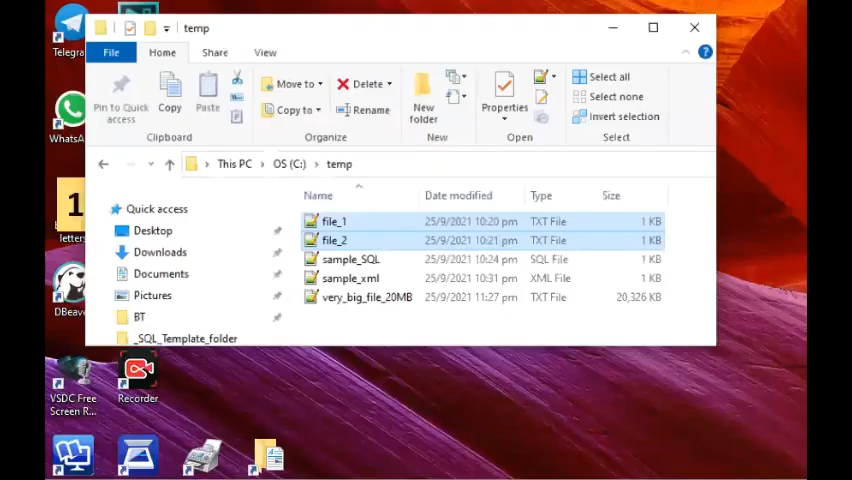 temp
Telegra
File Home Share View
Pin to Quick access
Copy
Paste
Clipboard
Move to
Copy to
Delete
Rename
Organize
New folder
New
Properties
Open
Select all
Select none
Invert selection
Select
WhatsA
This PC > OS (C:) > temp
1
letters
Quick access
Desktop
Downloads
Documents
Pictures
BT
_SQL_Template_folder
Name Date modified Type Size
file_1 25/9/2021 10:20 pm TXT File 1 KB
file_2 25/9/2021 10:21 pm TXT File 1 KB
sample_SQL 25/9/2021 10:24 pm SQL File 1 KB
sample_xml 25/9/2021 10:31 pm XML File 1 KB
very_big_file_20MB 25/9/2021 11:27 pm TXT File 20,326 KB
DBeave
VSDC Free Screen R...
Recorder